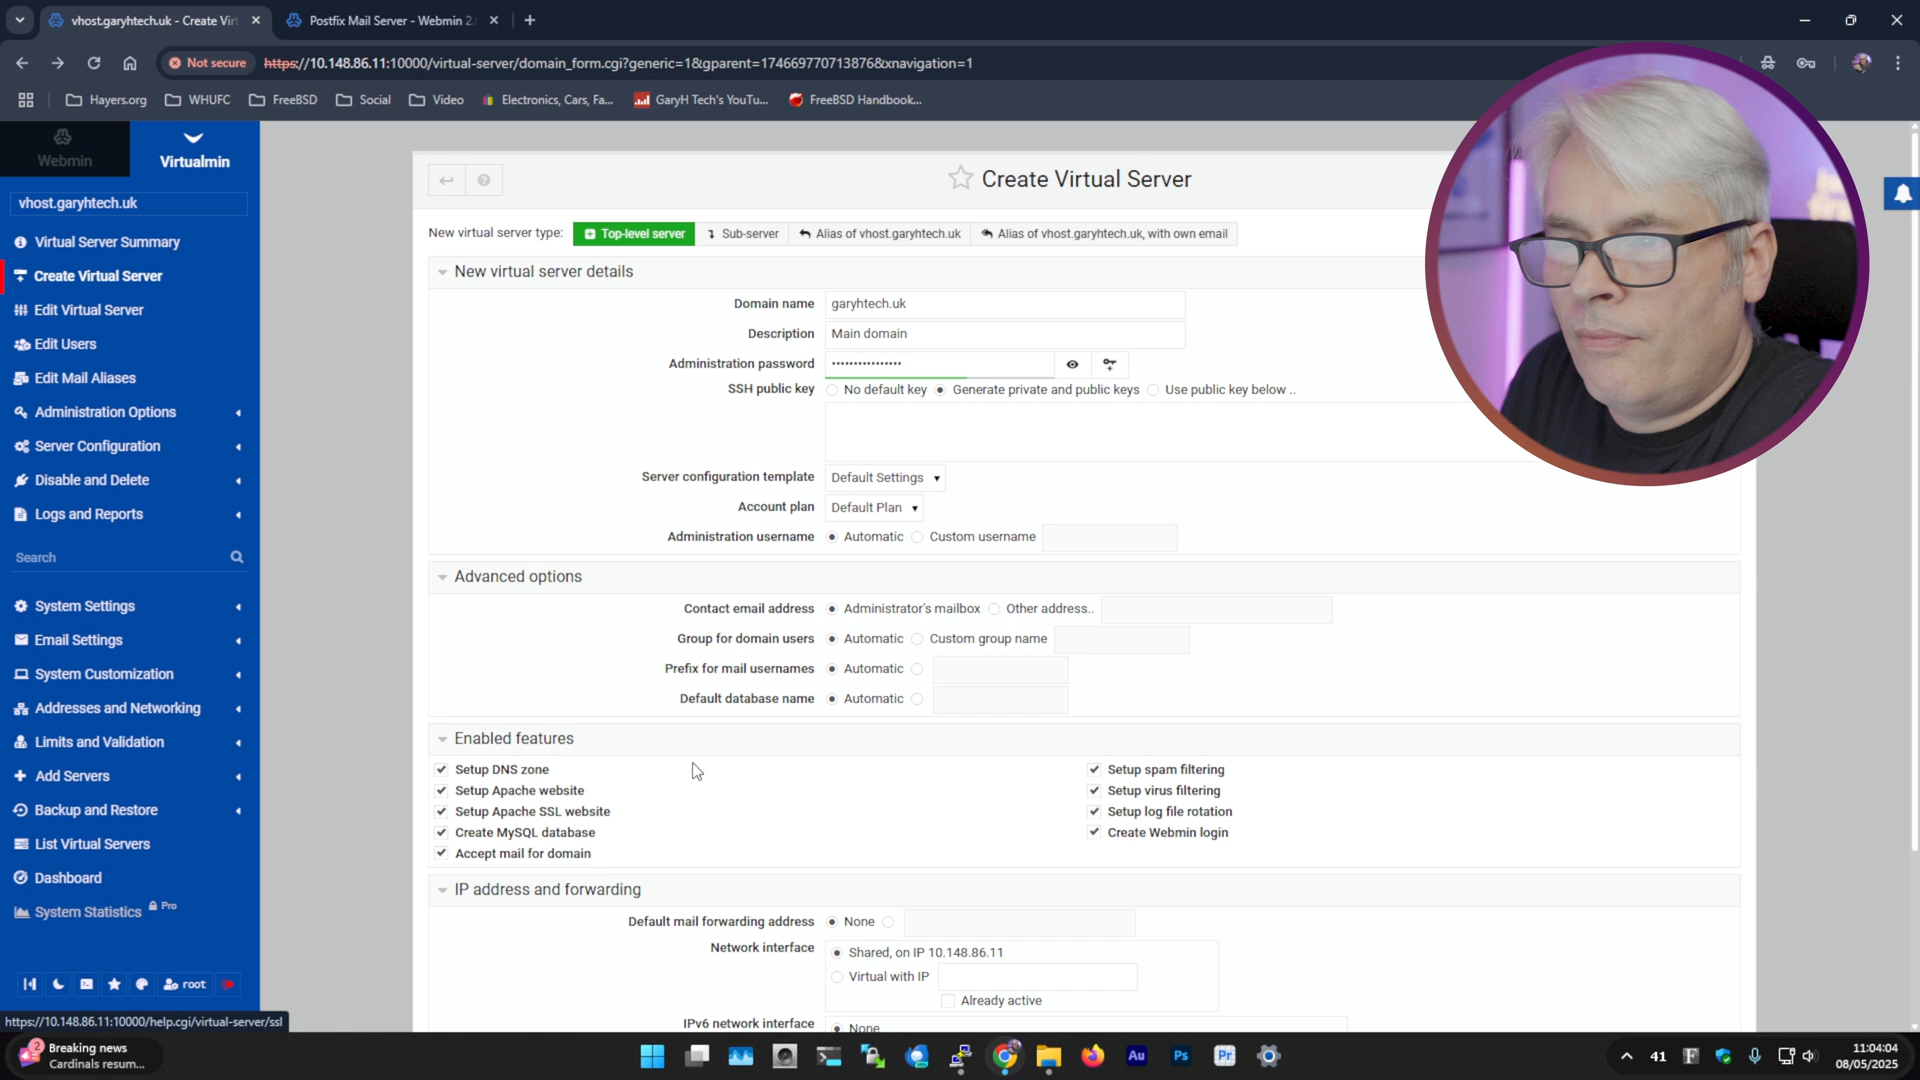 vhost.garyhtech.uk - Create Virt
Postfix Mail Server - Webmin 2.
Not secure
https://10.148.86.11:10000/virtual-server/domain_form.cgi?generic=1&gparent=174669770713876&xnavigation=1
Hayers.org
WHUFC
FreeBSD
Social
Video
Electronics, Cars, Fa...
GaryH Tech's YouTu...
FreeBSD Handbook...
Webmin
Virtualmin
vhost.garyhtech.uk
Virtual Server Summary
Create Virtual Server
Edit Virtual Server
Edit Users
Edit Mail Aliases
Administration Options
Server Configuration
Disable and Delete
Logs and Reports
Search
System Settings
Email Settings
System Customization
Addresses and Networking
Limits and Validation
Add Servers
Backup and Restore
List Virtual Servers
Dashboard
System Statistics Pro
root
https://10.148.86.11:10000/help.cgi/virtual-server/ssl
Create Virtual Server
New virtual server type: Top-level server Sub-server Alias of vhost.garyhtech.uk Alias of vhost.garyhtech.uk, with own email
New virtual server details
Domain name garyhtech.uk
Description Main domain
Administration password ••••••••••••••••
SSH public key No default key Generate private and public keys Use public key below ..
Server configuration template Default Settings
Account plan Default Plan
Administration username Automatic Custom username
Advanced options
Contact email address Administrator's mailbox Other address..
Group for domain users Automatic Custom group name
Prefix for mail usernames Automatic
Default database name Automatic
Enabled features
Setup DNS zone Setup spam filtering
Setup Apache website Setup virus filtering
Setup Apache SSL website Setup log file rotation
Create MySQL database Create Webmin login
Accept mail for domain
IP address and forwarding
Default mail forwarding address None
Network interface Shared, on IP 10.148.86.11
Virtual with IP
Already active
IPv6 network interface None
2
Breaking news
Cardinals resum...
Au
Ps
Pr
41
F
11:04:04
08/05/2025